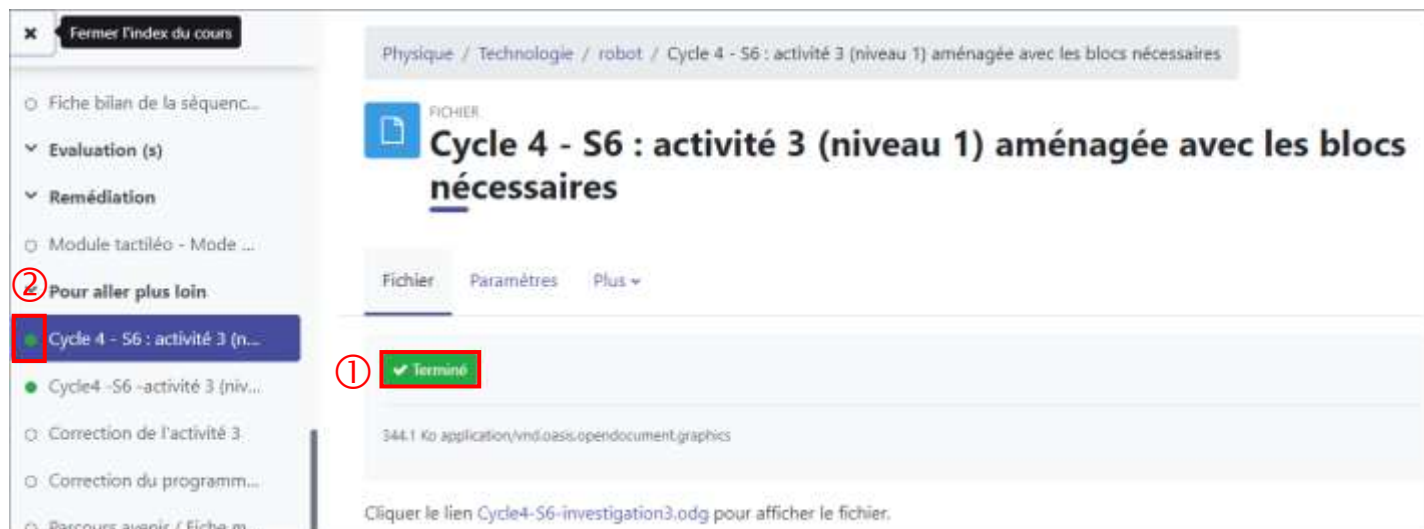 × Fermer l'index du cours
Physique / Technologie / robot / Cycle 4 - S6 : activité 3 (niveau 1) aménagée avec les blocs nécessaires
Fiche bilan de la séquenc...
Evaluation (s)
Remédiation
Module tactiléo - Mode ...
② Pour aller plus loin
Cycle 4 - S6 : activité 3 (n...
Cycle4 -S6 -activité 3 (niv...
Correction de l'activité 3
Correction du programm...
Parcours avenir / Fiche m...
FICHIER
Cycle 4 - S6 : activité 3 (niveau 1) aménagée avec les blocs
nécessaires
Fichier Paramètres Plus
① ✔ Terminé
344.1 Ko application/vnd.oasis.opendocument.graphics
Cliquer le lien Cycle4-S6-investigation3.odg pour afficher le fichier.